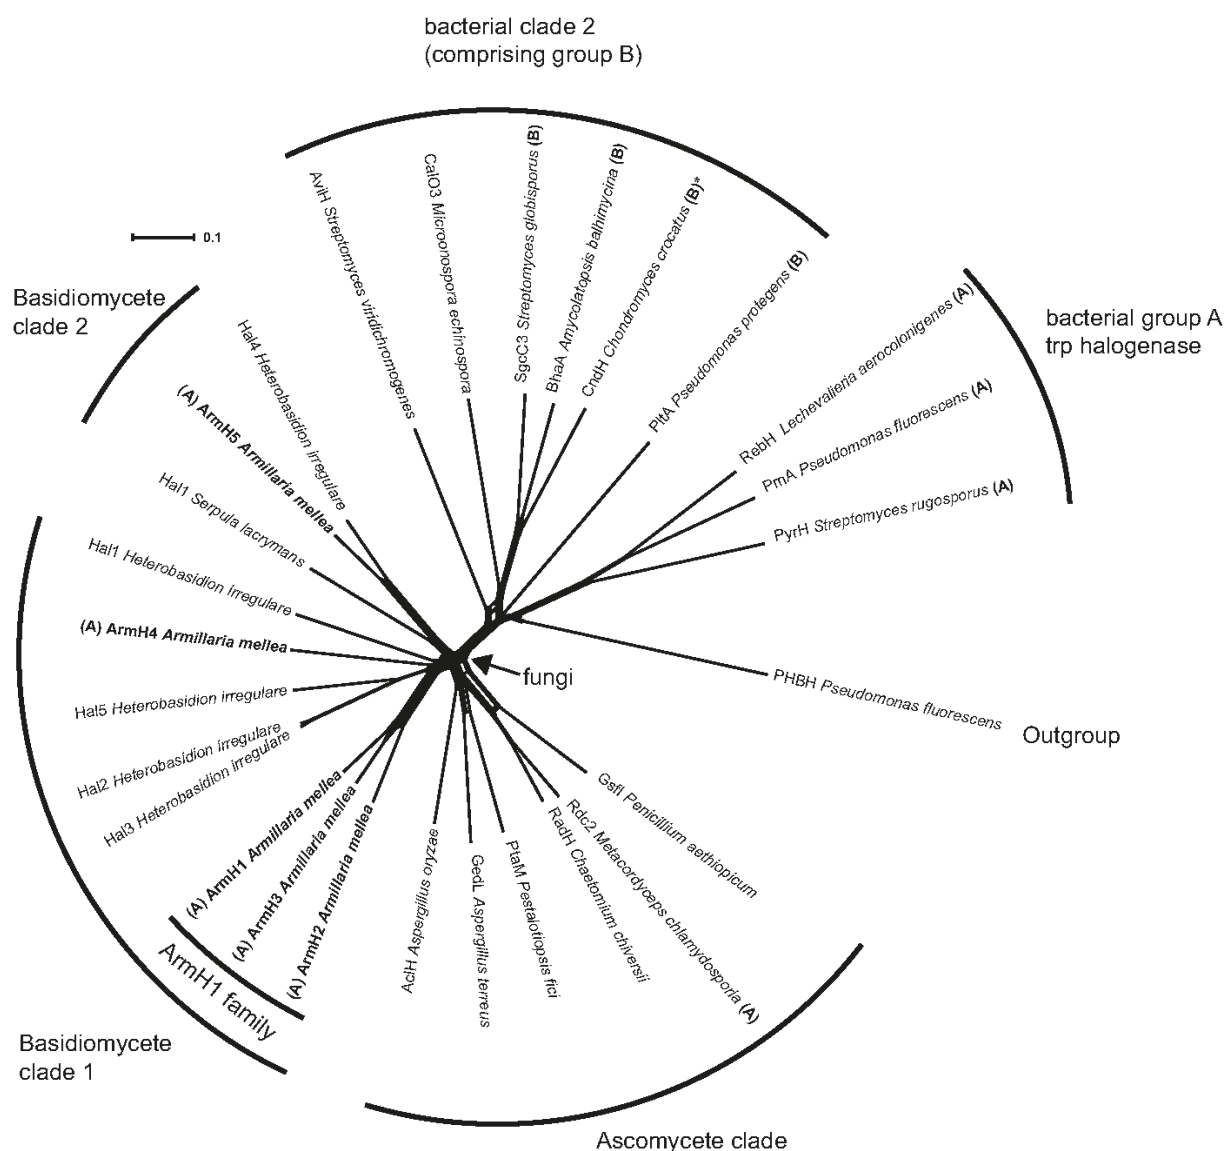 bacterial clade 2
(comprising group B)
AviH Streptomyces viridichromogenes
CalO3 Microonospora echinospora
SgcC3 Streptomyces globisporus (B)
BhaA Amycolatopsis balhimycina (B)
CndH Chondromyces crocatus (B)*
PltA Pseudomonas protegens (B)
0.1
Basidiomycete
clade 2
Hal4 Heterobasidion irregulare
(A) ArmH5 Armillaria mellea
bacterial group A
trp halogenase
RebH Lechevalieria aerocolonigenes (A)
PrnA Pseudomonas fluorescens (A)
PyrH Streptomyces rugosporus (A)
Hal1 Serpula lacrymans
Hal1 Heterobasidion irregulare
(A) ArmH4 Armillaria mellea
Hal5 Heterobasidion irregulare
Hal2 Heterobasidion irregulare
Hal3 Heterobasidion irregulare
(A) ArmH1 Armillaria mellea
(A) ArmH3 Armillaria mellea
(A) ArmH2 Armillaria mellea
ArmH1 family
Basidiomycete
clade 1
fungi
PHBH Pseudomonas fluorescens
Outgroup
AclH Aspergillus oryzae
GedL Aspergillus terreus
PtaM Pestalotiopsis fici
RadH Chaetomium chiversii
Rdc2 Metacordyceps chlamydosporia (A)
GsfI Penicillium aethiopicum
Ascomycete clade